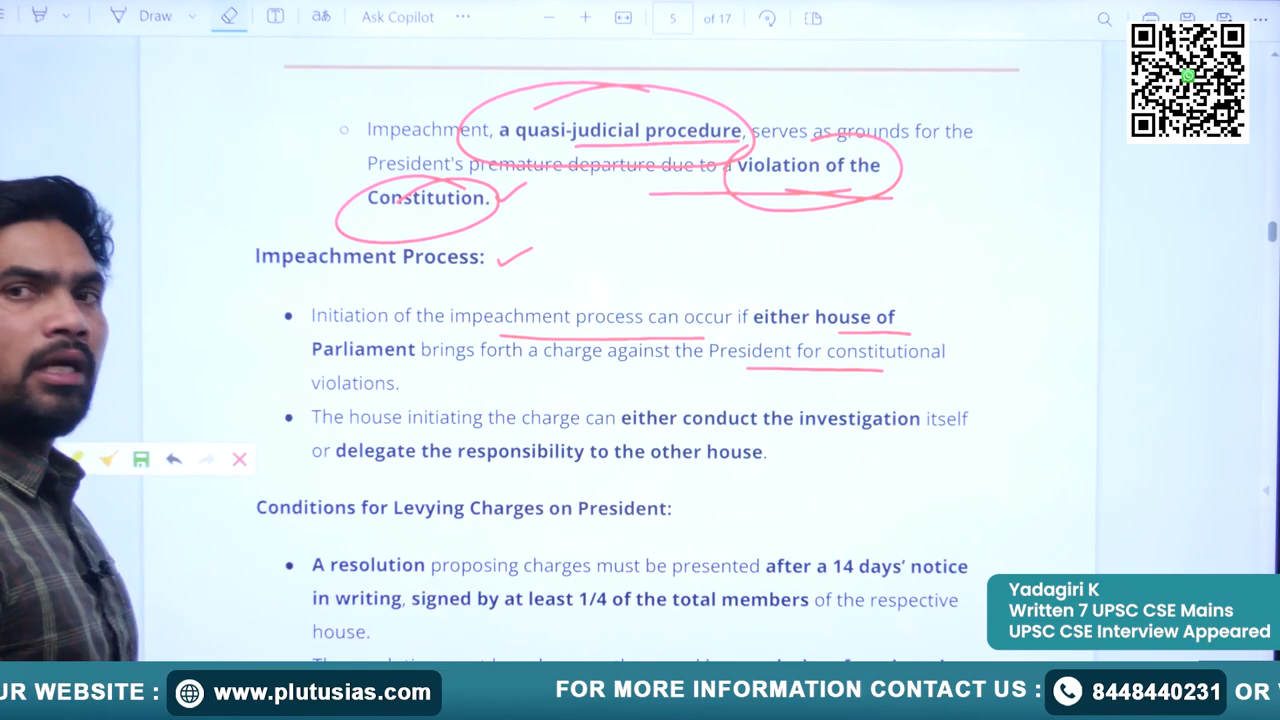 Draw
Ask Copilot
5 of 17
Impeachment, a quasi-judicial procedure, serves as grounds for the
President's premature departure due to a violation of the
Constitution.
Impeachment Process:
Initiation of the impeachment process can occur if either house of
Parliament brings forth a charge against the President for constitutional
violations.
The house initiating the charge can either conduct the investigation itself
or delegate the responsibility to the other house.
Conditions for Levying Charges on President:
A resolution proposing charges must be presented after a 14 days' notice
in writing, signed by at least 1/4 of the total members of the respective
house.
Yadagiri K
Written 7 UPSC CSE Mains
UPSC CSE Interview Appeared
UR WEBSITE : www.plutusias.com FOR MORE INFORMATION CONTACT US : 8448440231 OR